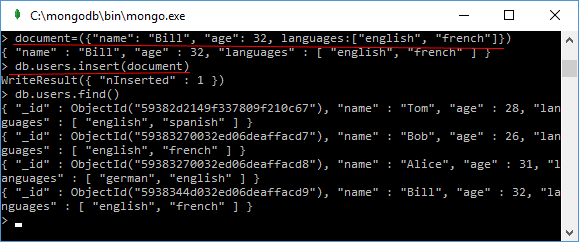 C:\mongodb\bin\mongo.exe
> document=({"name": "Bill", "age": 32, languages:["english", "french"]})
{ "name" : "Bill", "age" : 32, "languages" : [ "english", "french" ] }
> db.users.insert(document)
WriteResult({ "nInserted" : 1 })
> db.users.find()
{ "_id" : ObjectId("59382d2149f337809f210c67"), "name" : "Tom", "age" : 28, "lan
guages" : [ "english", "spanish" ] }
{ "_id" : ObjectId("59383270032ed06deaffacd7"), "name" : "Bob", "age" : 26, "lan
guages" : [ "english", "french" ] }
{ "_id" : ObjectId("59383270032ed06deaffacd8"), "name" : "Alice", "age" : 31, "l
anguages" : [ "german", "english" ] }
{ "_id" : ObjectId("5938344d032ed06deaffacd9"), "name" : "Bill", "age" : 32, "la
nguages" : [ "english", "french" ] }
>